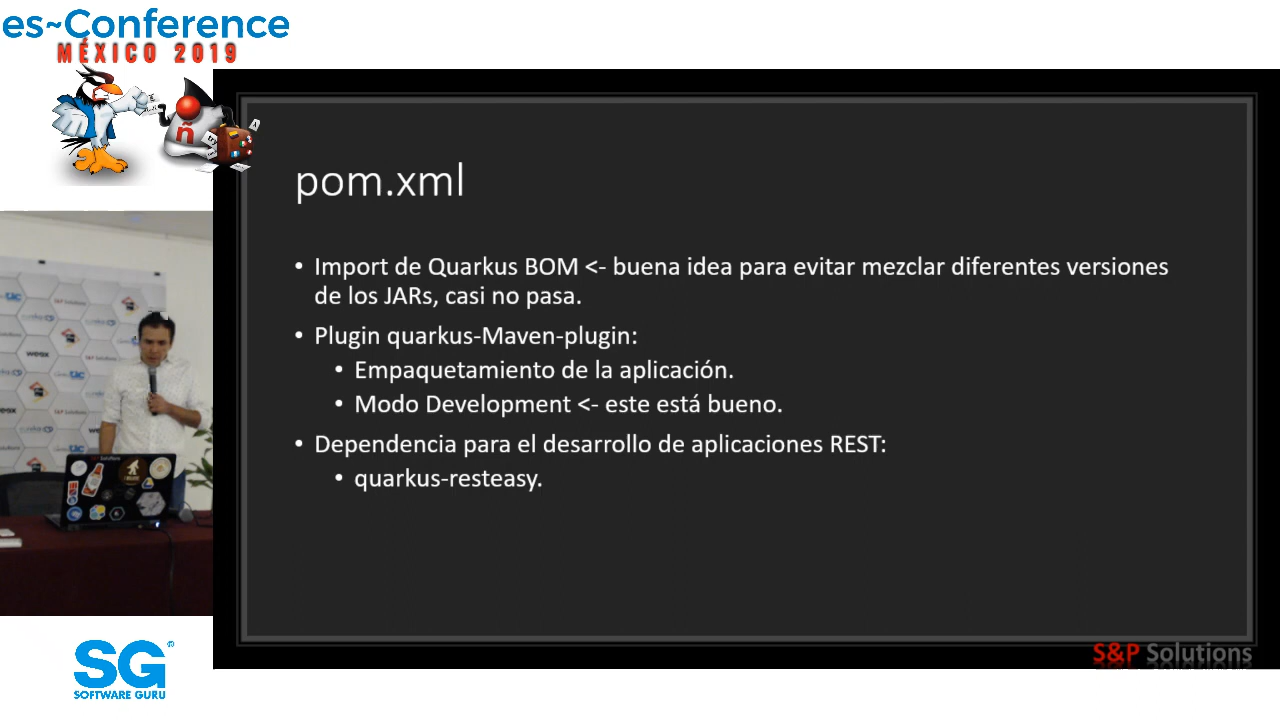 es~Conference
MÉXICO 2019
ñ
pom.xml
• Import de Quarkus BOM <- buena idea para evitar mezclar diferentes versiones
de los JARs, casi no pasa.
• Plugin quarkus-Maven-plugin:
• Empaquetamiento de la aplicación.
• Modo Development <- este está bueno.
• Dependencia para el desarrollo de aplicaciones REST:
• quarkus-resteasy.
weox
S&P Solutions
SG®
SOFTWARE GURU